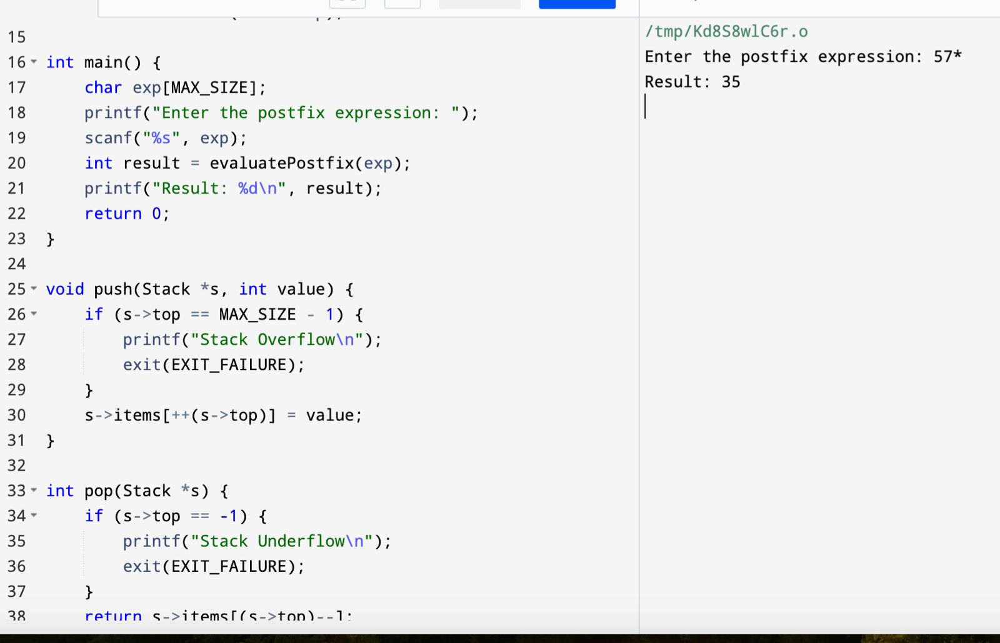 15
16 int main() {
17 char exp[MAX_SIZE];
18 printf("Enter the postfix expression: ");
19 scanf("%s", exp);
20 int result = evaluatePostfix(exp);
21 printf("Result: %d\n", result);
22 return 0;
23 }
24
25 void push(Stack *s, int value) {
26 if (s->top == MAX_SIZE - 1) {
27 printf("Stack Overflow\n");
28 exit(EXIT_FAILURE);
29 }
30 s->items[++(s->top)] = value;
31 }
32
33 int pop(Stack *s) {
34 if (s->top == -1) {
35 printf("Stack Underflow\n");
36 exit(EXIT_FAILURE);
37 }
38 return s->items[(s->top)--];
/tmp/Kd8S8wlC6r.o
Enter the postfix expression: 57*
Result: 35